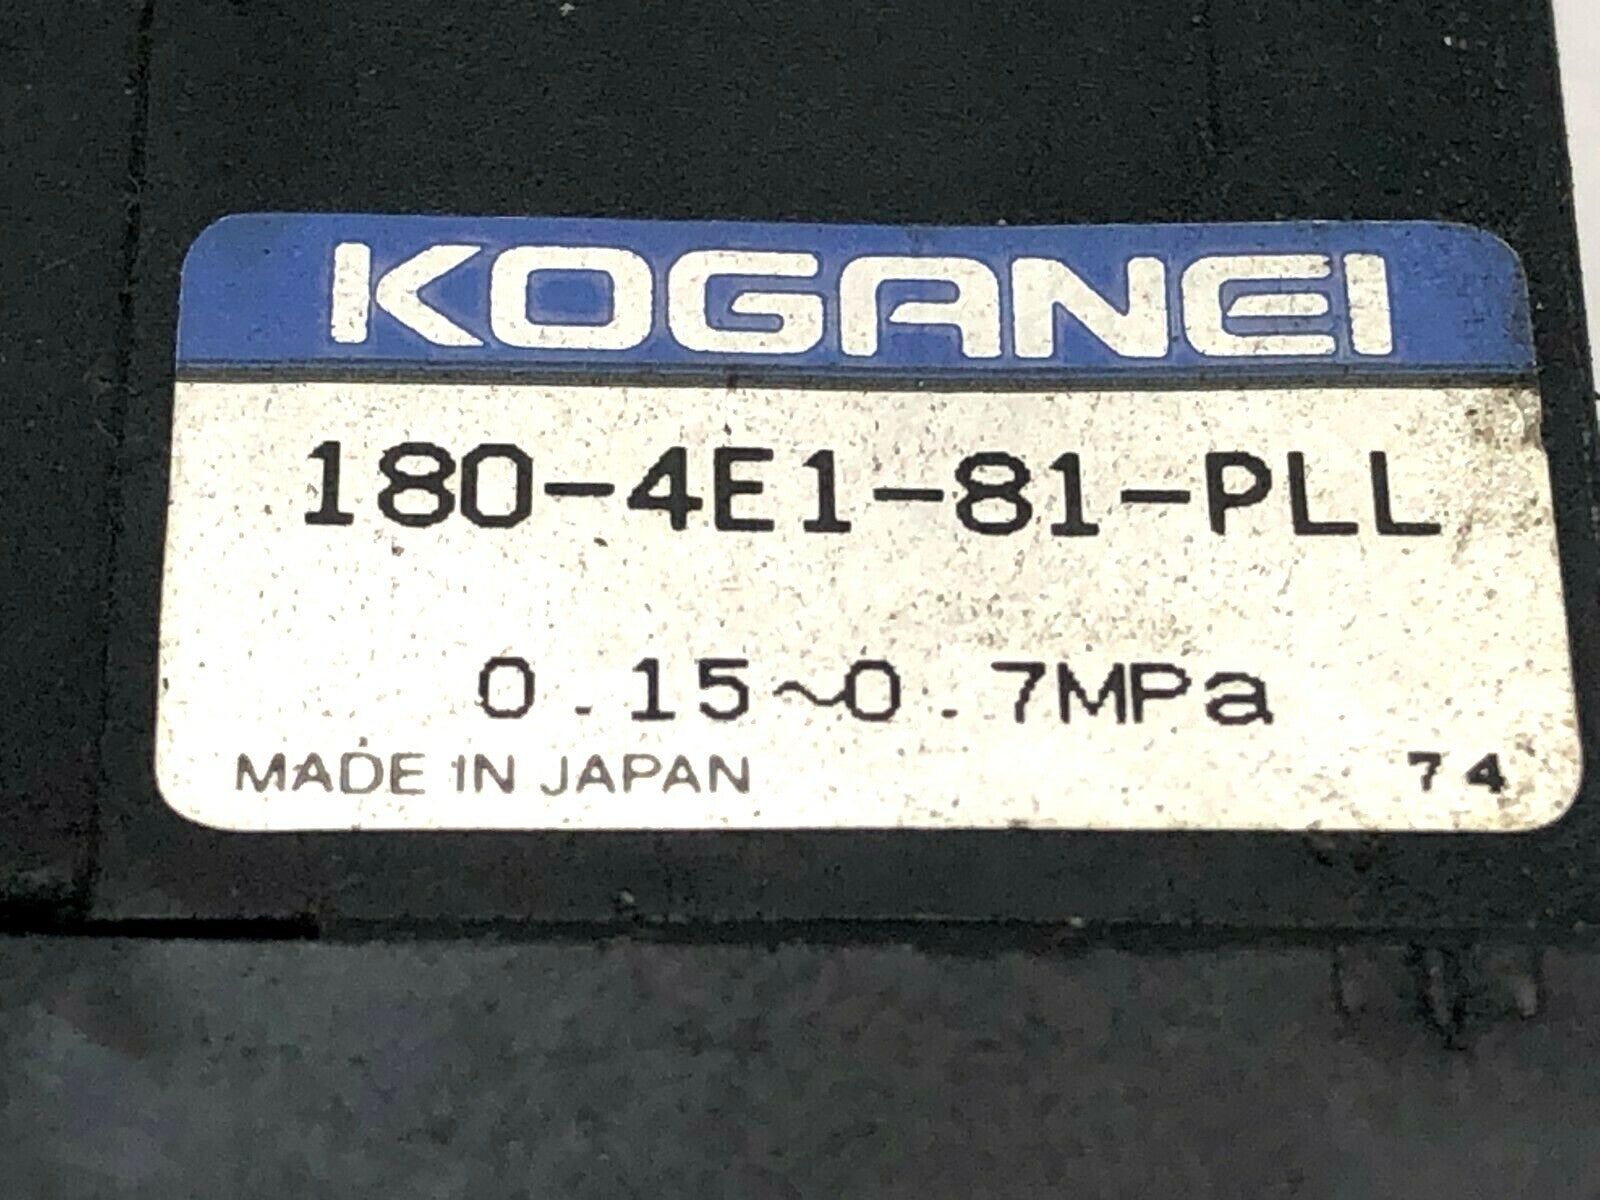 KOGANEI
180-4E1-81-PLL
0.15~0.7MPa
MADE IN JAPAN 74